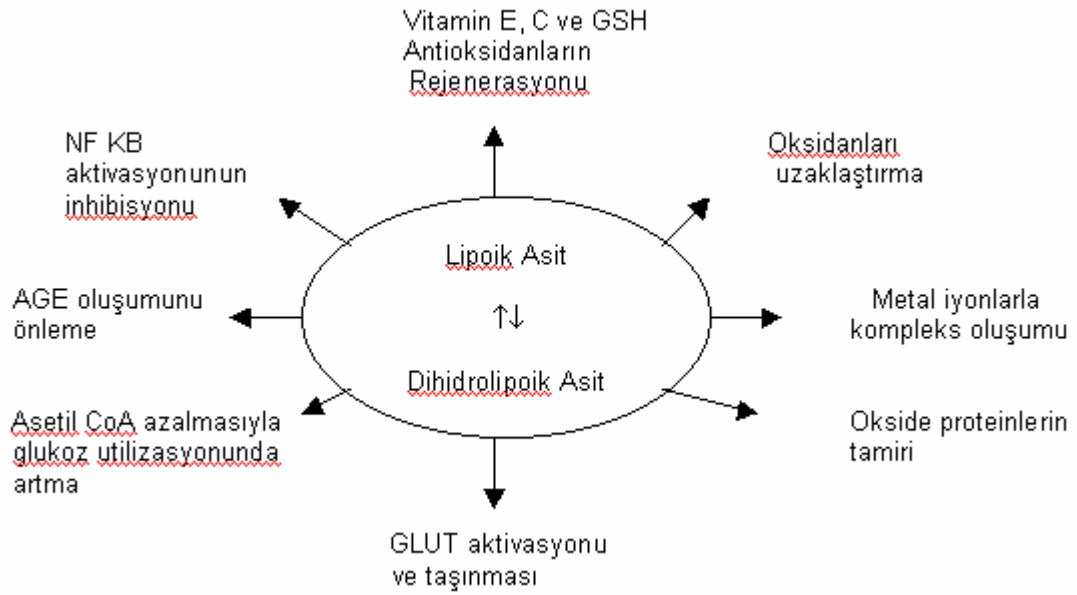 Vitamin E, C ve GSH
Antioksidanların
Rejenerasyonu
NF KB
aktivasyonunun
inhibisyonu
Oksidanları
uzaklaştırma
Lipoik Asit
AGE oluşumunu
önleme
↑↓
Metal iyonlarla
kompleks oluşumu
Dihidrolipoik Asit
Asetil CoA azalmasıyla
glukoz utilizasyonunda
artma
Okside proteinlerin
tamiri
GLUT aktivasyonu
ve taşınması